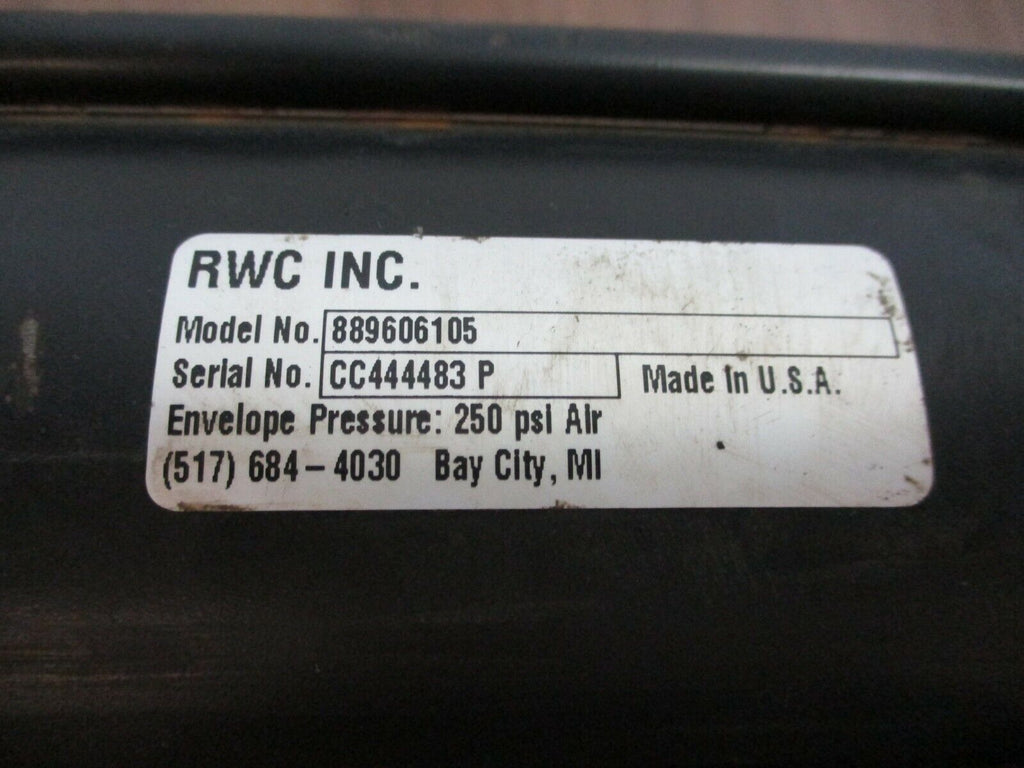 RWC INC.
Model No. 889606105
Serial No. CC444483 P Made In U.S.A.
Envelope Pressure: 250 psi Air
(517) 684-4030 Bay City, MI